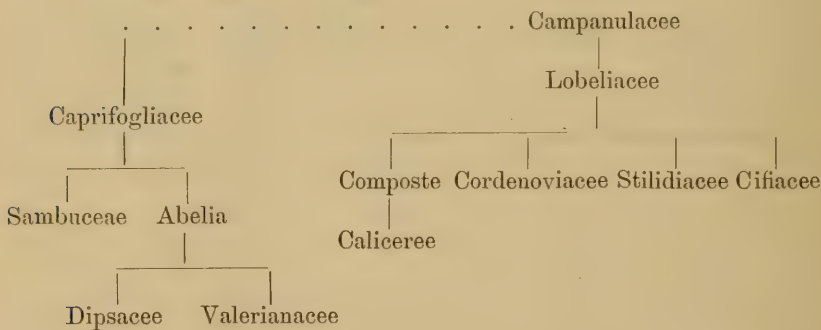 . . . . . . . . . . . . . . Campanulacee
Lobeliacee
Caprifogliacee
Composte Cordenoviacee Stilidiacee Cifiacee
Sambuceae Abelia
Caliceree
Dipsacee Valerianacee